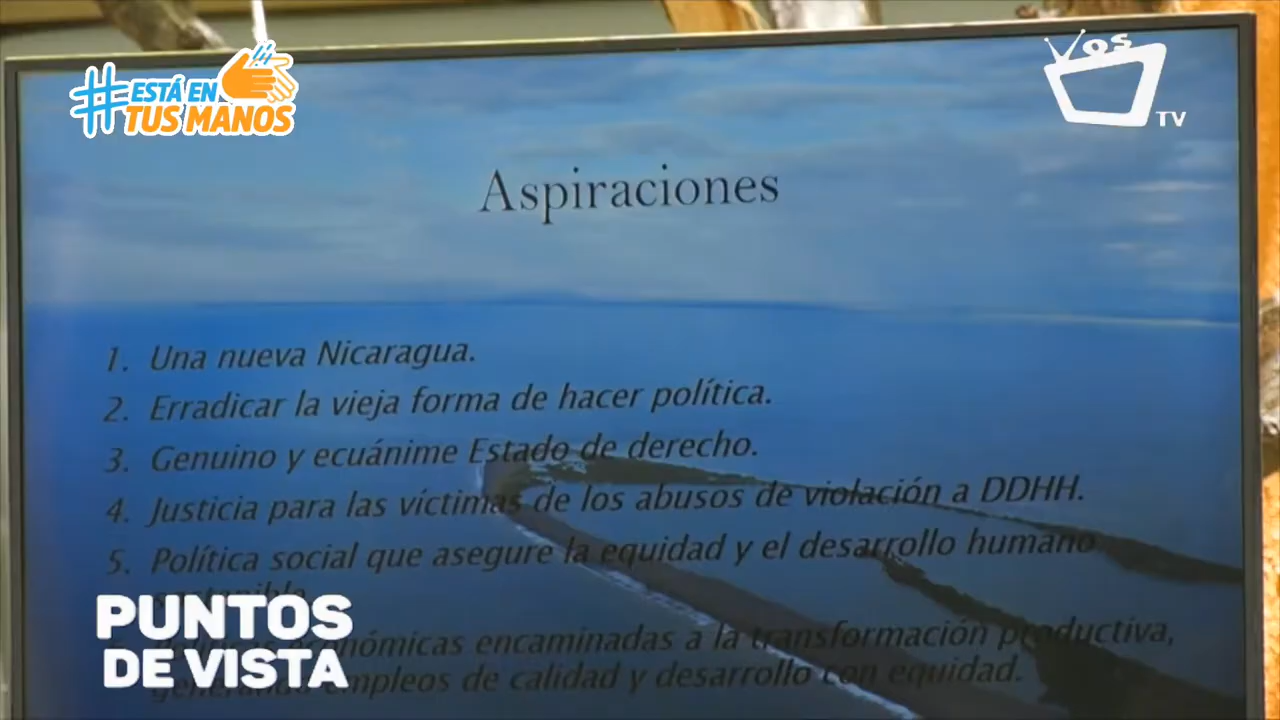 #ESTÁ EN
TUS MANOS
VOS
TV
Aspiraciones
1. Una nueva Nicaragua.
2. Erradicar la vieja forma de hacer política.
3. Genuino y ecuánime Estado de derecho.
4. Justicia para las víctimas de los abusos de violación a DDHH.
5. Política social que asegure la equidad y el desarrollo humano
sostenible.
encaminadas a la transformación productiva,
empleos de calidad y desarrollo con equidad.
PUNTOS
DE VISTA